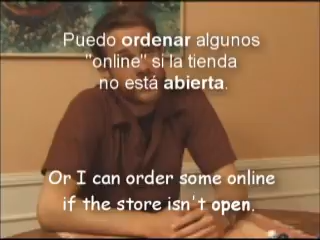 Puedo ordenar algunos
"online" si la tienda
no está abierta.
Or I can order some online
if the store isn't open.